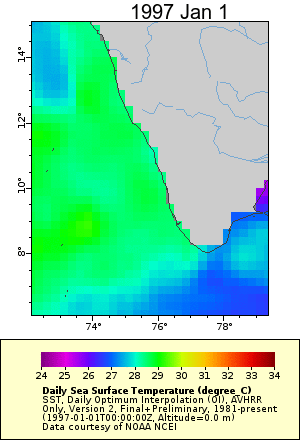 1997 Jan 1
14°
12°
10°
8°
74°
76°
78°
24 25 26 27 28 29 30 31 32 33 34
Daily Sea Surface Temperature (degree_C)
SST, Daily Optimum Interpolation (OI), AVHRR
Only, Version 2, Final+Preliminary, 1981-present
(1997-01-01T00:00:00Z, Altitude=0.0 m)
Data courtesy of NOAA NCEI